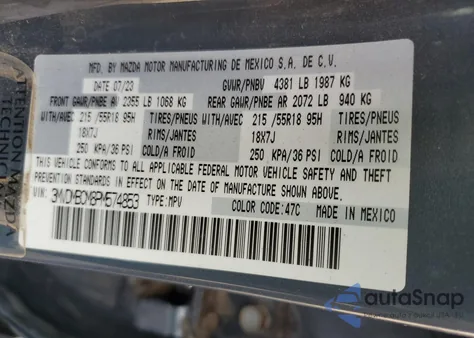 MFD. BY MAZDA MOTOR MANUFACTURING DE MEXICO S.A. DE C.V.
DATE 07/23 GVWR/PNBV 4381 LB 1987 KG
FRONT GAWR/PNBE AV 2355 LB 1068 KG REAR GAWR/PNBE AR 2072 LB 940 KG
WITH/AVEC 215 /55R18 95H WITH/AVEC 215 /55R18 95H
18X7J RIMS/JANTES 18X7J RIMS/JANTES
250 KPA/36 PSI COLD/A FROID 250 KPA/36 PSI COLD/A FROID
THIS VEHICLE CONFORMS TO ALL APPLICABLE FEDERAL MOTOR VEHICLE SAFETY AND THEFT
PREVENTION STANDARDS IN EFFECT ON THE DATE OF MANUFACTURE SHOWN ABOVE.
VIN: TYPE:MPV COLOR CODE:47C MADE IN MEXICO
ATTENTION
TECHNIC
MAZDA
autoSnap